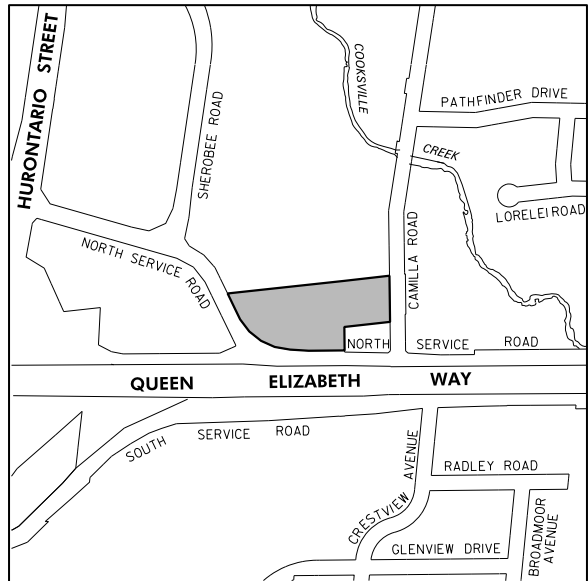 HURONTARIO STREET
SHEROBEE ROAD
COOKSVILLE
CREEK
PATHFINDER DRIVE
LORELEI ROAD
CAMILLA ROAD
NORTH SERVICE ROAD
NORTH SERVICE ROAD
QUEEN ELIZABETH WAY
SOUTH SERVICE ROAD
CRESTVIEW AVENUE
RADLEY ROAD
GLENVIEW DRIVE
BROADMOOR
AVENUE